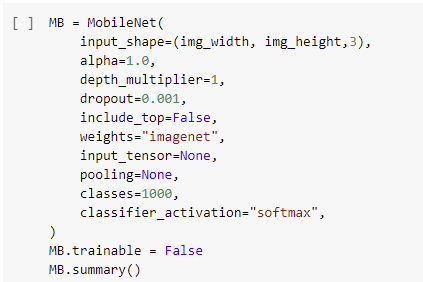 [ ] MB = MobileNet(
input_shape=(img_width, img_height,3),
alpha=1.0,
depth_multiplier=1,
dropout=0.001,
include_top=False,
weights="imagenet",
input_tensor=None,
pooling=None,
classes=1000,
classifier_activation="softmax",
)
MB.trainable = False
MB.summary()